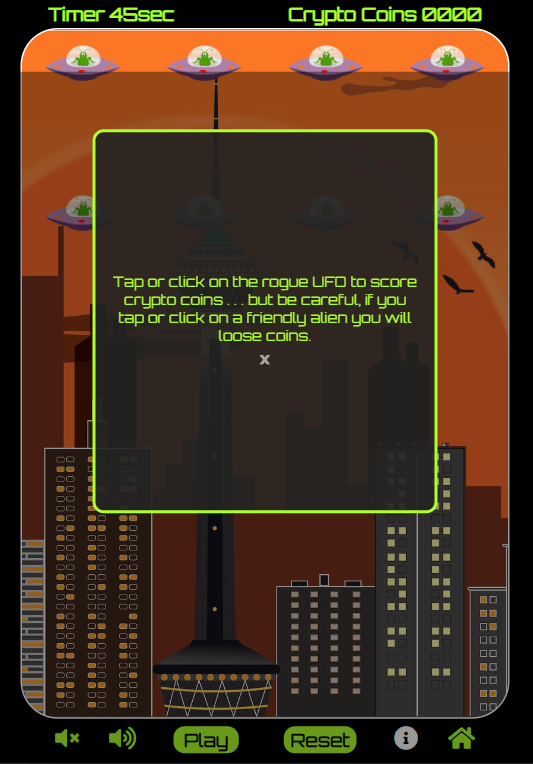 Timer 45sec Crypto Coins 0000
Tap or click on the rogue UFO to score
crypto coins . . . but be careful, if you
tap or click on a friendly alien you will
loose coins.
x
Play Reset i